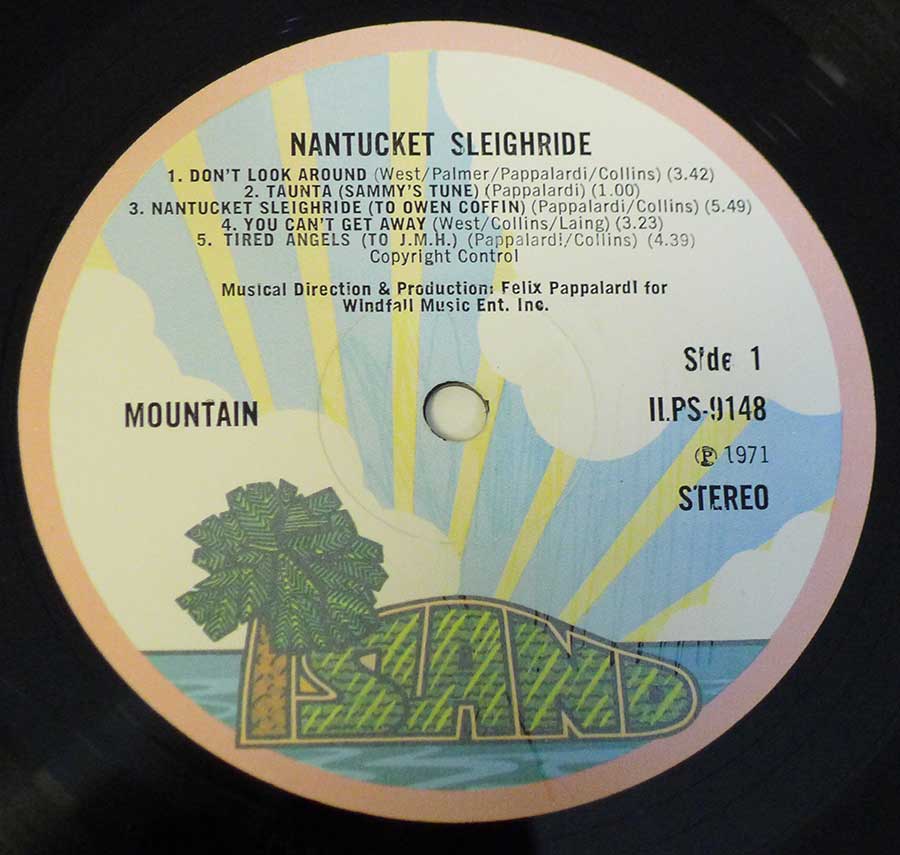 NANTUCKET SLEIGHRIDE
1. DON'T LOOK AROUND (West/Palmer/Pappalardi/Collins) (3.42)
2. TAUNTA (SAMMY'S TUNE) (Pappalardi) (1.00)
3. NANTUCKET SLEIGHRIDE (TO OWEN COFFIN) (Pappalardi/Collins) (5.49)
4. YOU CAN'T GET AWAY (West/Collins/Laing) (3.23)
5. TIRED ANGELS (TO J.M.H.) (Pappalardi/Collins) (4.39)
Copyright Control
Musical Direction & Production: Felix Pappalardi for
Windfall Music Ent. Inc.
Side 1
MOUNTAIN
ILPS-9148
℗ 1971
STEREO
ISLAND